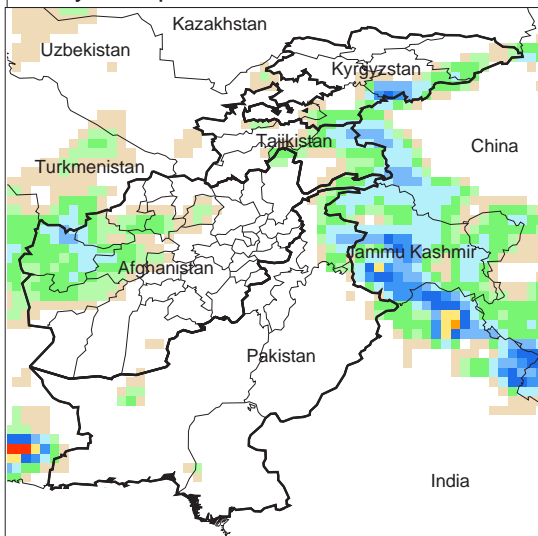 Kazakhstan
Uzbekistan
Kyrgyzstan
Tajikistan
China
Turkmenistan
Jammu Kashmir
Afghanistan
Pakistan
India